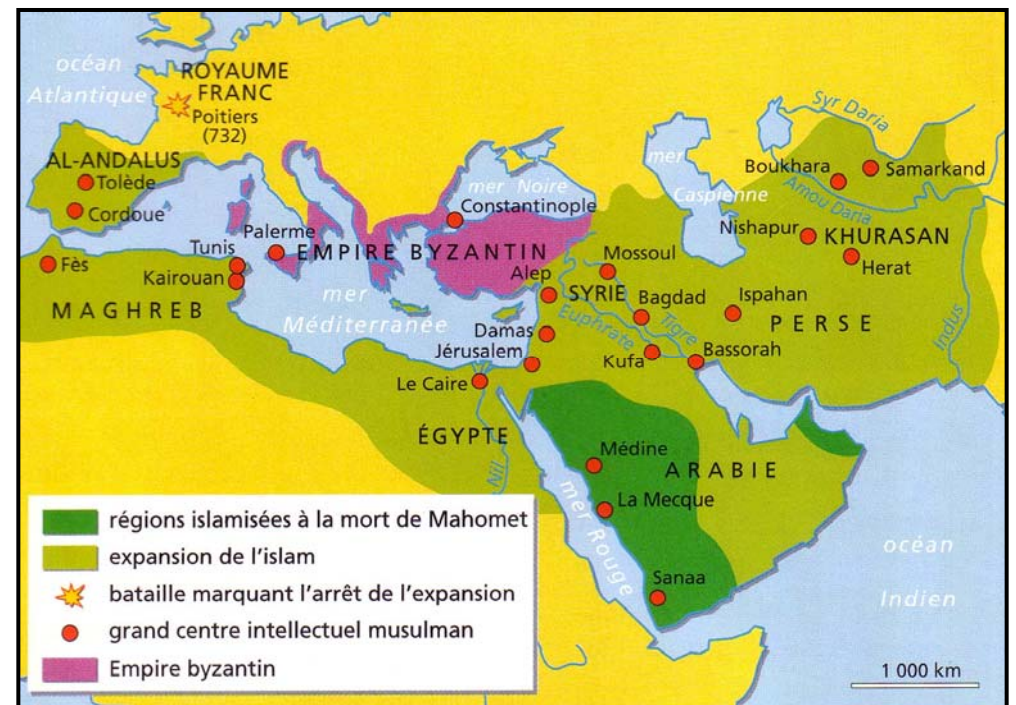 océan
Atlantique
ROYAUME
FRANC
Poitiers
(732)
AL-ANDALUS
Tolède
Cordoue
Fès
MAGHREB
Tunis
Kairouan
Palerme
EMPIRE BYZANTIN
mer
Méditerranée
mer Noire
Constantinople
mer
Caspienne
Syr Daria
Amou Daria
Boukhara
Samarkand
Nishapur
KHURASAN
Herat
Mossoul
Alep
SYRIE
Bagdad
Ispahan
PERSE
Euphrate
Tigre
Indus
Damas
Jérusalem
Kufa
Bassorah
Le Caire
ÉGYPTE
Nil
Médine
ARABIE
La Mecque
mer Rouge
Sanaa
océan
Indien
régions islamisées à la mort de Mahomet
expansion de l'islam
bataille marquant l'arrêt de l'expansion
grand centre intellectuel musulman
Empire byzantin
1 000 km